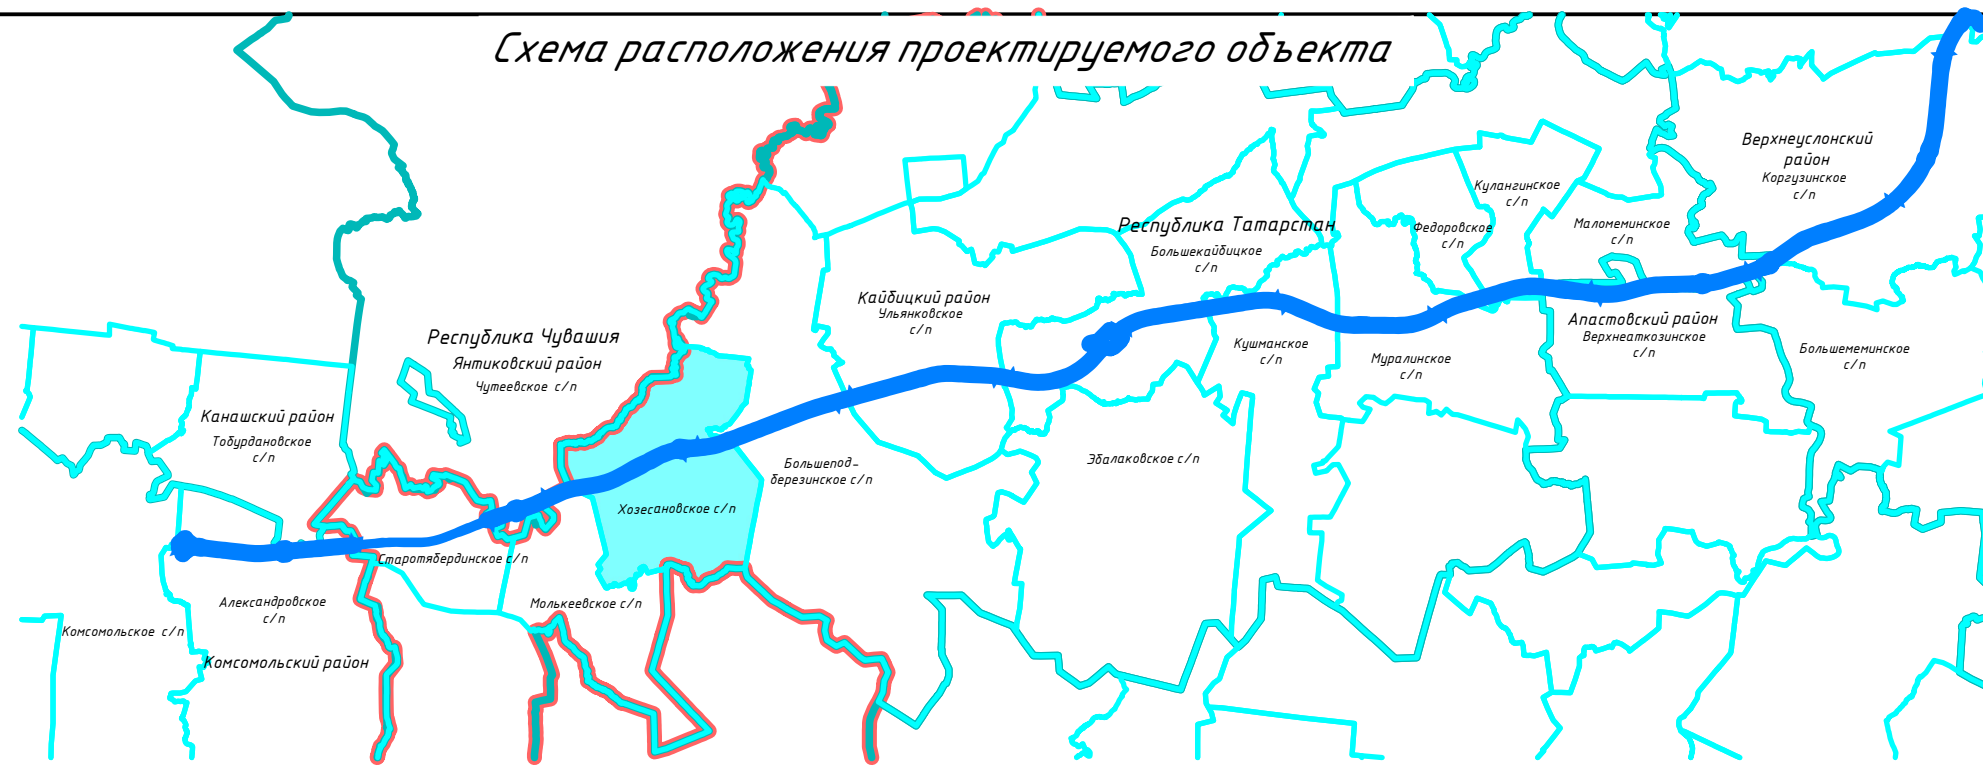 Схема расположения проектируемого объекта
Верхнеуслонский
район
Коргузинское
с/п
Кулангинское
с/п
Республика Татарстан
Федоровское
с/п
Маломеминское
с/п
Большекайбицкое
с/п
Кайбицкий район
Ульянковское
с/п
Апастовский район
Верхнеаткозинское
с/п
Республика Чувашия
Янтиковский район
Чутеевское с/п
Кушманское
с/п
Муралинское
с/п
Большемеминское
с/п
Канашский район
Тобурдановское
с/п
Большепод-
березинское с/п
Эбалаковское с/п
Хозесановское с/п
Старотябердинское с/п
Александровское
с/п
Молькеевское с/п
Комсомольское с/п
Комсомольский район